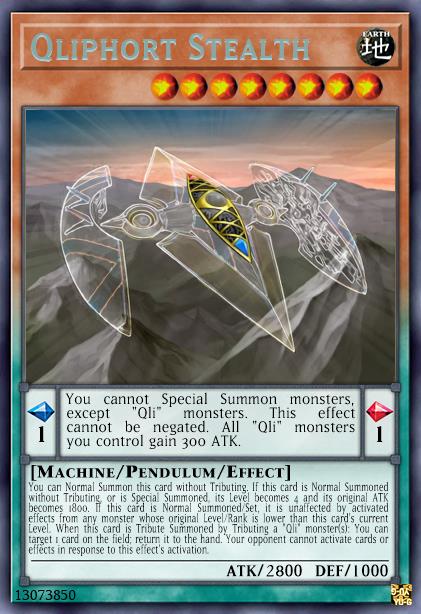 Qliphort Stealth
EARTH
地
You cannot Special Summon monsters,
except "Qli" monsters. This effect
cannot be negated. All "Qli" monsters
you control gain 300 ATK.
1
1
[Machine/Pendulum/Effect]
You can Normal Summon this card without Tributing. If this card is Normal Summoned
without Tributing, or is Special Summoned, its Level becomes 4 and its original ATK
becomes 1800. If this card is Normal Summoned/Set, it is unaffected by activated
effects from any monster whose original Level/Rank is lower than this card's current
Level. When this card is Tribute Summoned by Tributing a "Qli" monster(s): You can
target 1 card on the field; return it to the hand. Your opponent cannot activate cards or
effects in response to this effect's activation.
ATK/2800 DEF/1000
13073850